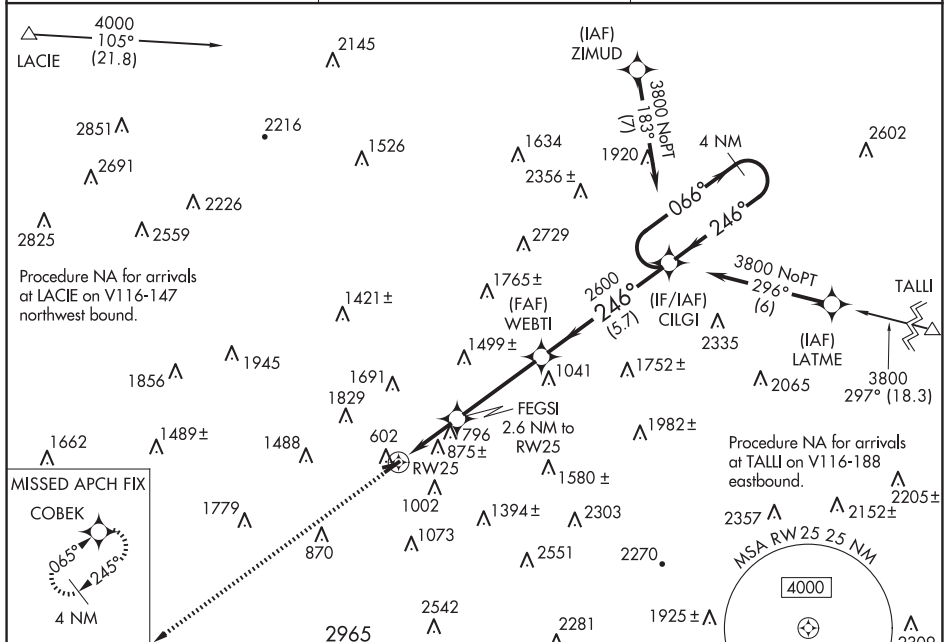 4000
105°
(21.8)
LACIE
2145
(IAF)
ZIMUD
3800 NoPT
183°
(7)
2851
2216
1526
1634
1920
4 NM
2602
2691
2356 ±
066°
246°
2226
2825
2559
2729
Procedure NA for arrivals
at LACIE on V116-147
northwest bound.
1765 ±
2600
246°
(5.7)
3800 NoPT
296°
(6)
TALLI
(FAF)
WEBTI
(IF/IAF)
CILGI
1421 ±
2335
(IAF)
LATME
1499 ±
1945
1856
1691
1041
1752 ±
2065
3800
297° (18.3)
1829
FEGSI
2.6 NM to
RW25
796
1982 ±
1662
1489 ±
1488
602
875 ±
Procedure NA for arrivals
at TALLI on V116-188
eastbound.
RW25
MISSED APCH FIX
1580 ±
2205 ±
COBEK
1002
1779
1394 ±
2303
2357
2152 ±
065°
245°
870
1073
2551
2270
MSA RW25 25 NM
4 NM
4000
2542
1925 ±
2965
2281